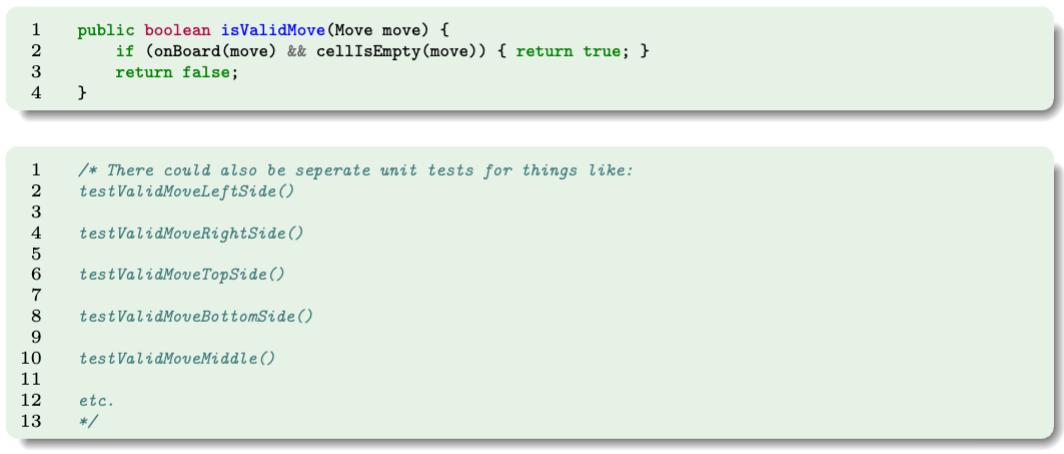 1 public boolean isValidMove(Move move) {
2 if (onBoard(move) && cellIsEmpty(move)) { return true; }
3 return false;
4 }
1 /* There could also be seperate unit tests for things like:
2 testValidMoveLeftSide()
3
4 testValidMoveRightSide()
5
6 testValidMoveTopSide()
7
8 testValidMoveBottomSide()
9
10 testValidMoveMiddle()
11
12 etc.
13 */